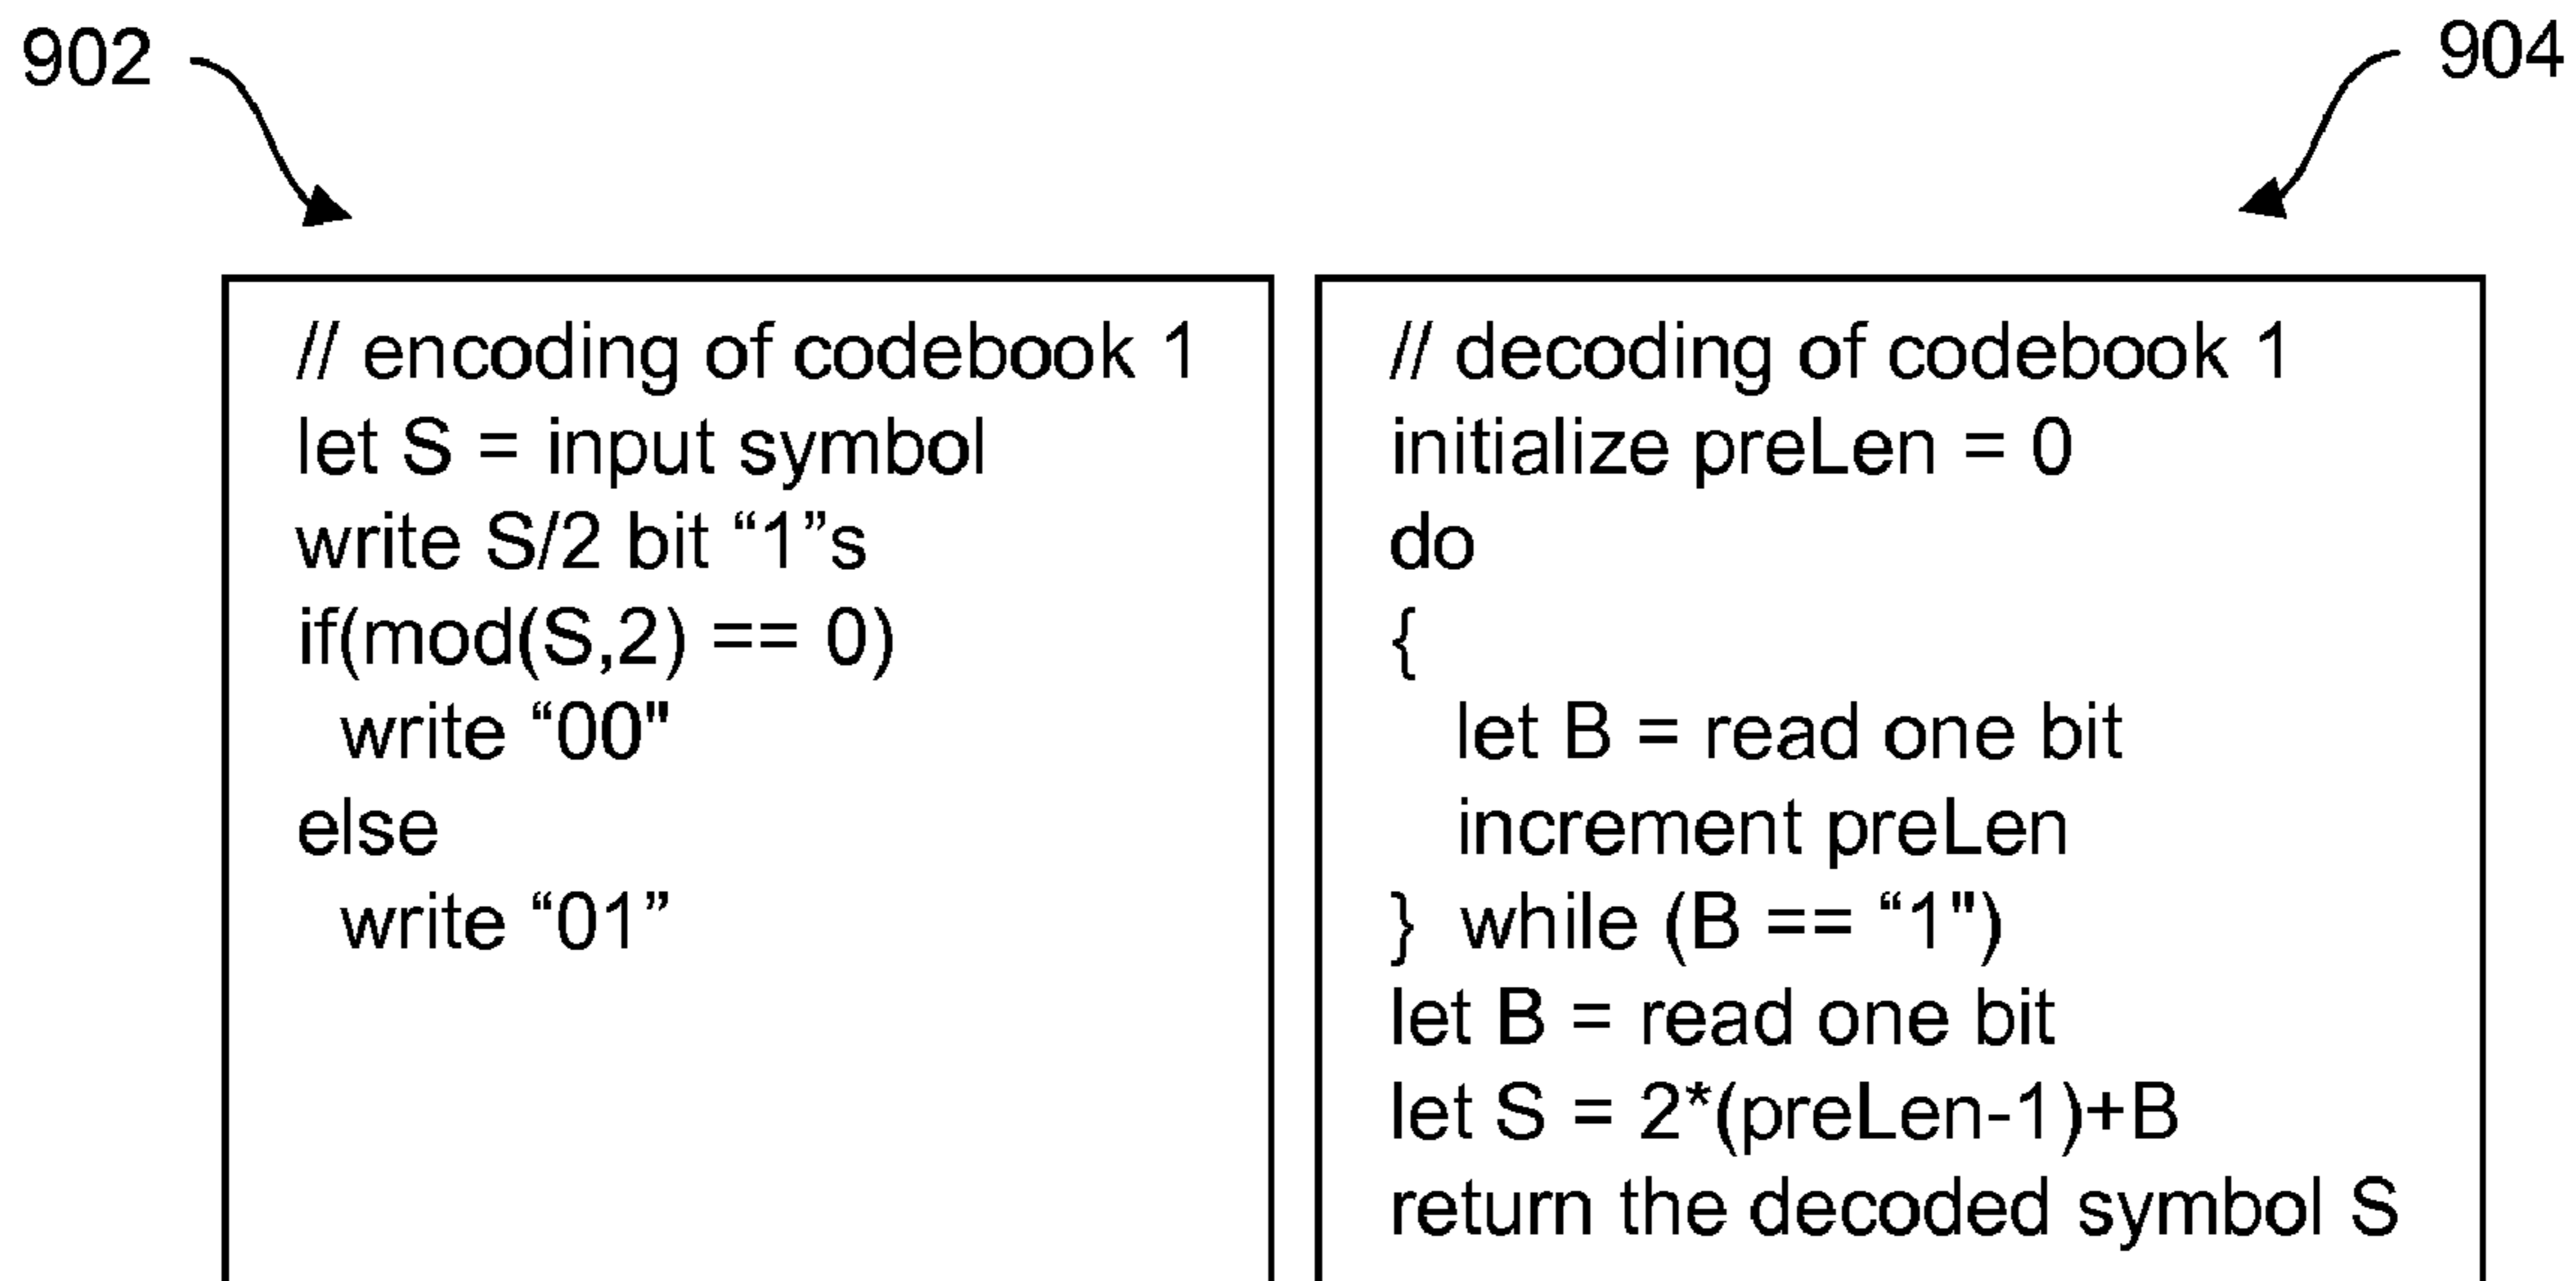 902
904
// encoding of codebook 1
let S = input symbol
write S/2 bit “1”s
if(mod(S,2) == 0)
write “00"
else
write “01”
// decoding of codebook 1
initialize preLen = 0
do
{
let B = read one bit
increment preLen
} while (B == “1")
let B = read one bit
let S = 2*(preLen-1)+B
return the decoded symbol S